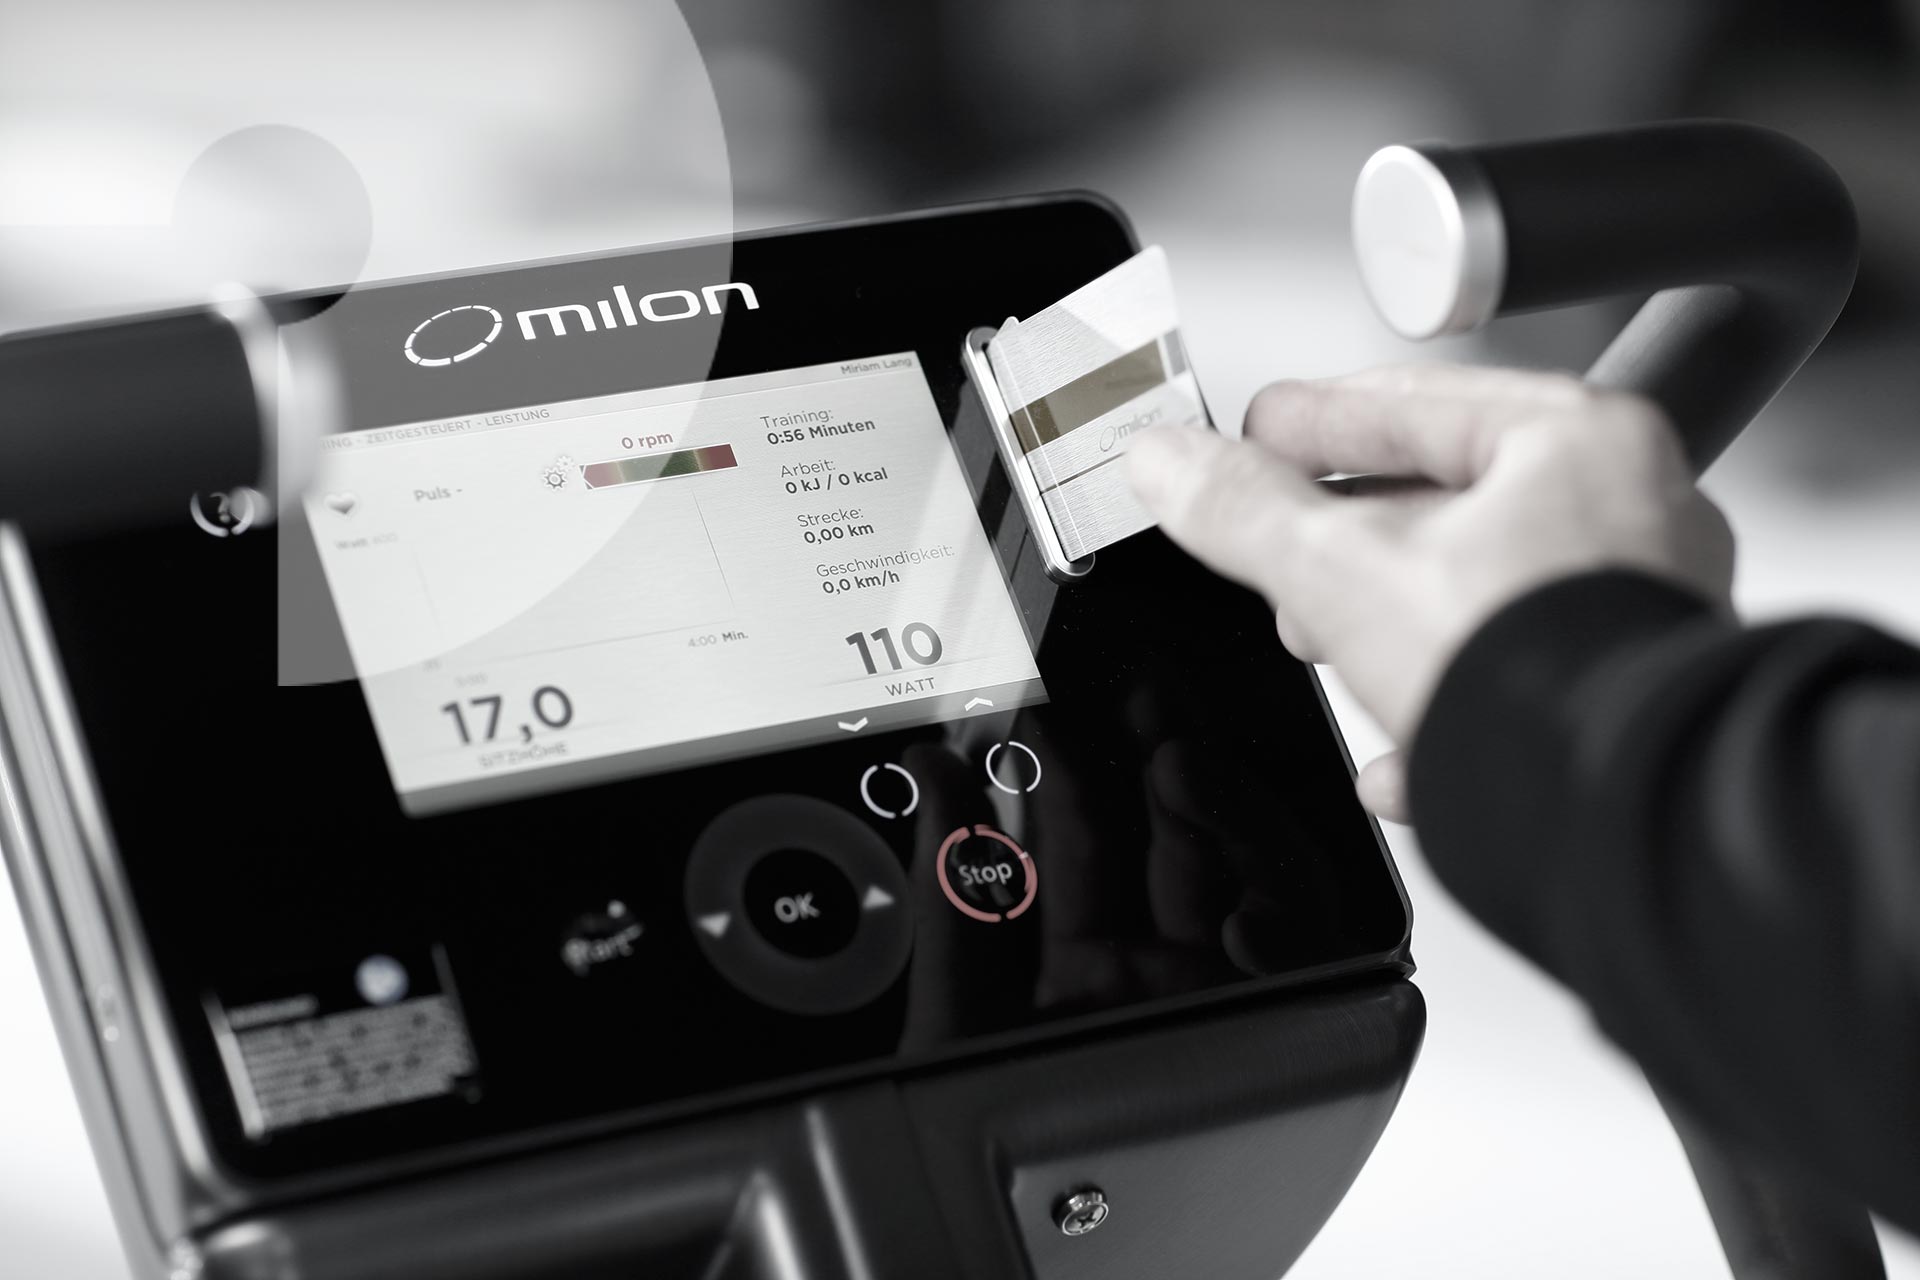 milon
Miriam Lang
ING - ZEITGESTEUERT - LEISTUNG
0 rpm
Training:
0:56 Minuten
Puls -
Arbeit:
0 kJ / 0 kcal
Strecke:
0,00 km
Watt
Geschwindigkeit:
0,0 km/h
4:00 Min.
110
WATT
17,0
SITZHÖHE
milon
?
OK
Stop